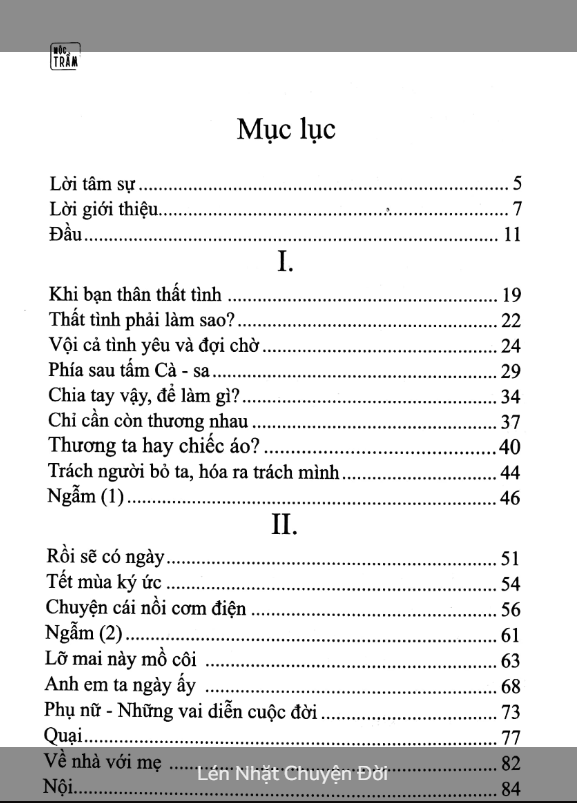 MỘC
TRẦM
Mục lục
Lời tâm sự ........ 5
Lời giới thiệu ........ 7
Đầu ........ 11
I.
Khi bạn thân thất tình ........ 19
Thất tình phải làm sao? ........ 22
Vội cả tình yêu và đợi chờ ........ 24
Phía sau tấm Cà - sa ........ 29
Chia tay vậy, để làm gì? ........ 34
Chỉ cần còn thương nhau ........ 37
Thương ta hay chiếc áo? ........ 40
Trách người bỏ ta, hóa ra trách mình ........ 44
Ngẫm (1) ........ 46
II.
Rồi sẽ có ngày ........ 51
Tết mùa ký ức ........ 54
Chuyện cái nồi cơm điện ........ 56
Ngẫm (2) ........ 61
Lỡ mai này mồ côi ........ 63
Anh em ta ngày ấy ........ 68
Phụ nữ - Những vai diễn cuộc đời ........ 73
Quại ........ 77
Về nhà với mẹ ........ 82
Lén Nhặt Chuyện Đời
Nội ........ 84